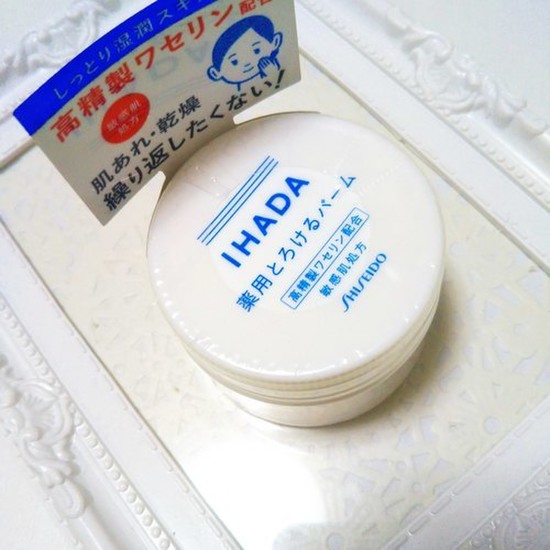 しっとり湿潤スキ
高精製ワセリン配合
敏感肌
処方
肌あれ・乾燥
繰り返したくない!
IHADA
薬用とろけるバーム
高精製ワセリン配合
敏感肌処方
SHISEIDO